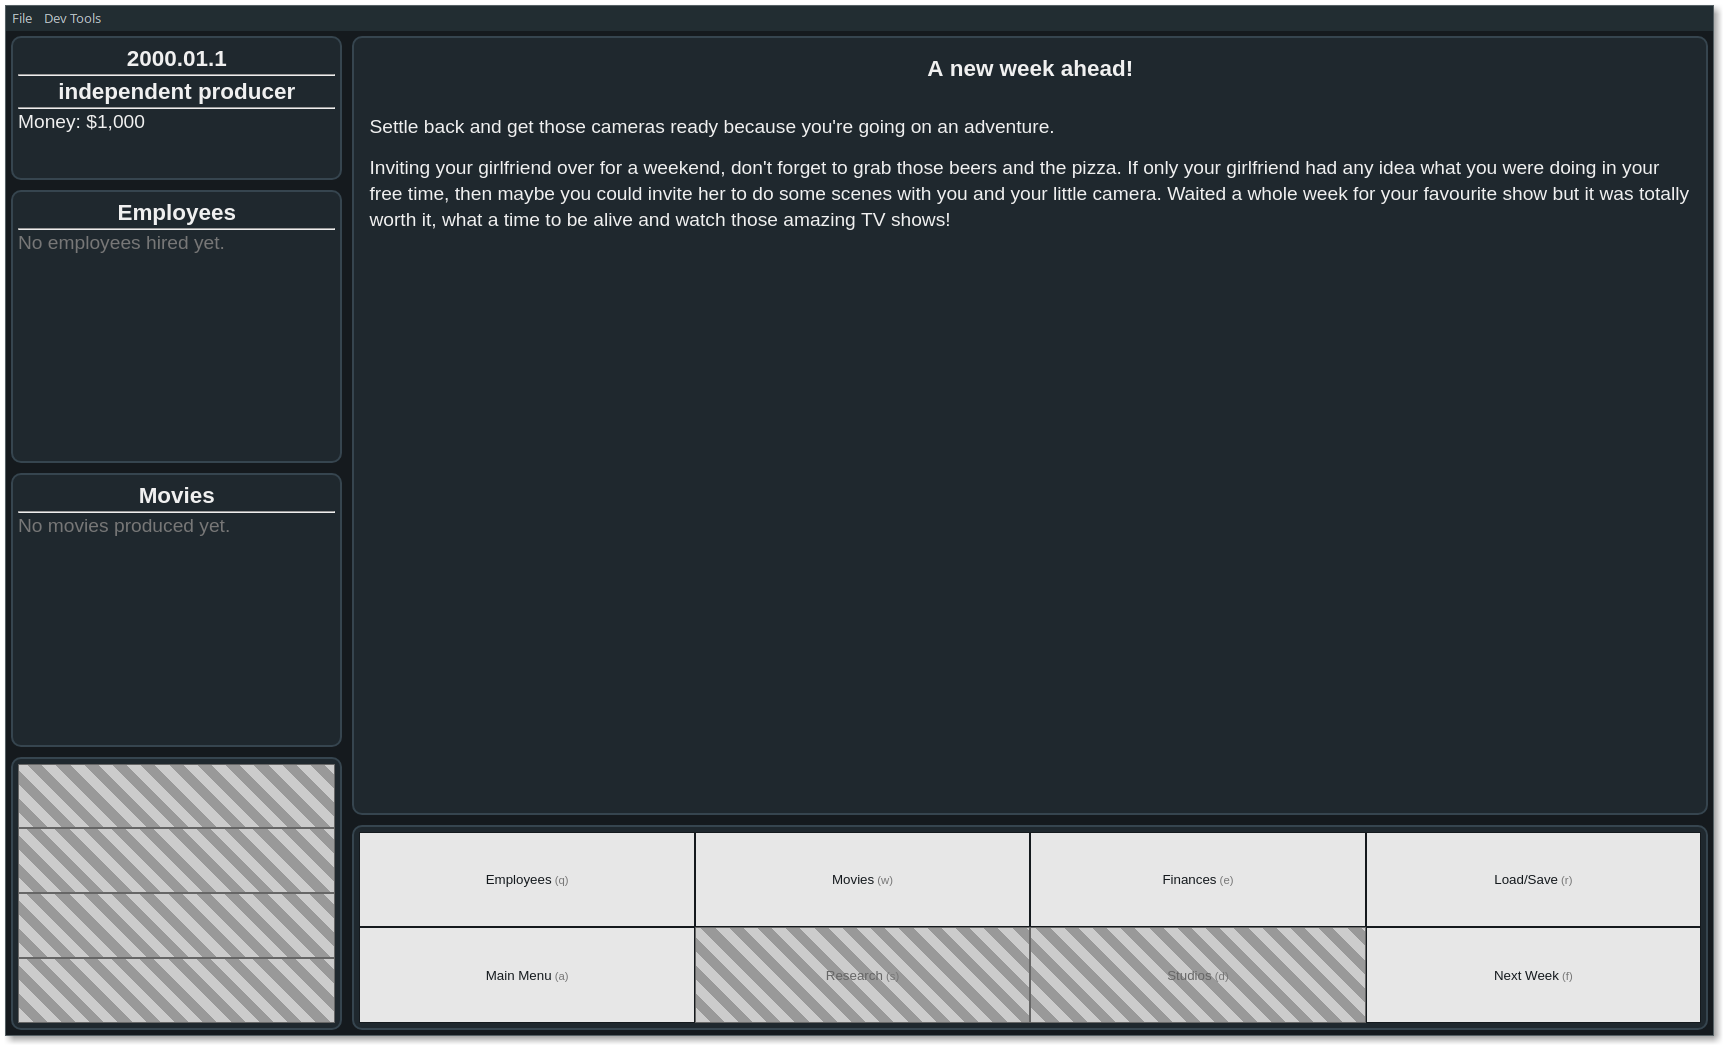 File Dev Tools
2000.01.1
independent producer
Money: $1,000
Employees
No employees hired yet.
Movies
No movies produced yet.
A new week ahead!
Settle back and get those cameras ready because you're going on an adventure.
Inviting your girlfriend over for a weekend, don't forget to grab those beers and the pizza. If only your girlfriend had any idea what you were doing in your
free time, then maybe you could invite her to do some scenes with you and your little camera. Waited a whole week for your favourite show but it was totally
worth it, what a time to be alive and watch those amazing TV shows!
Employees (q) Movies (w) Finances (e) Load/Save (r)
Main Menu (a) Research (s) Studios (d) Next Week (f)